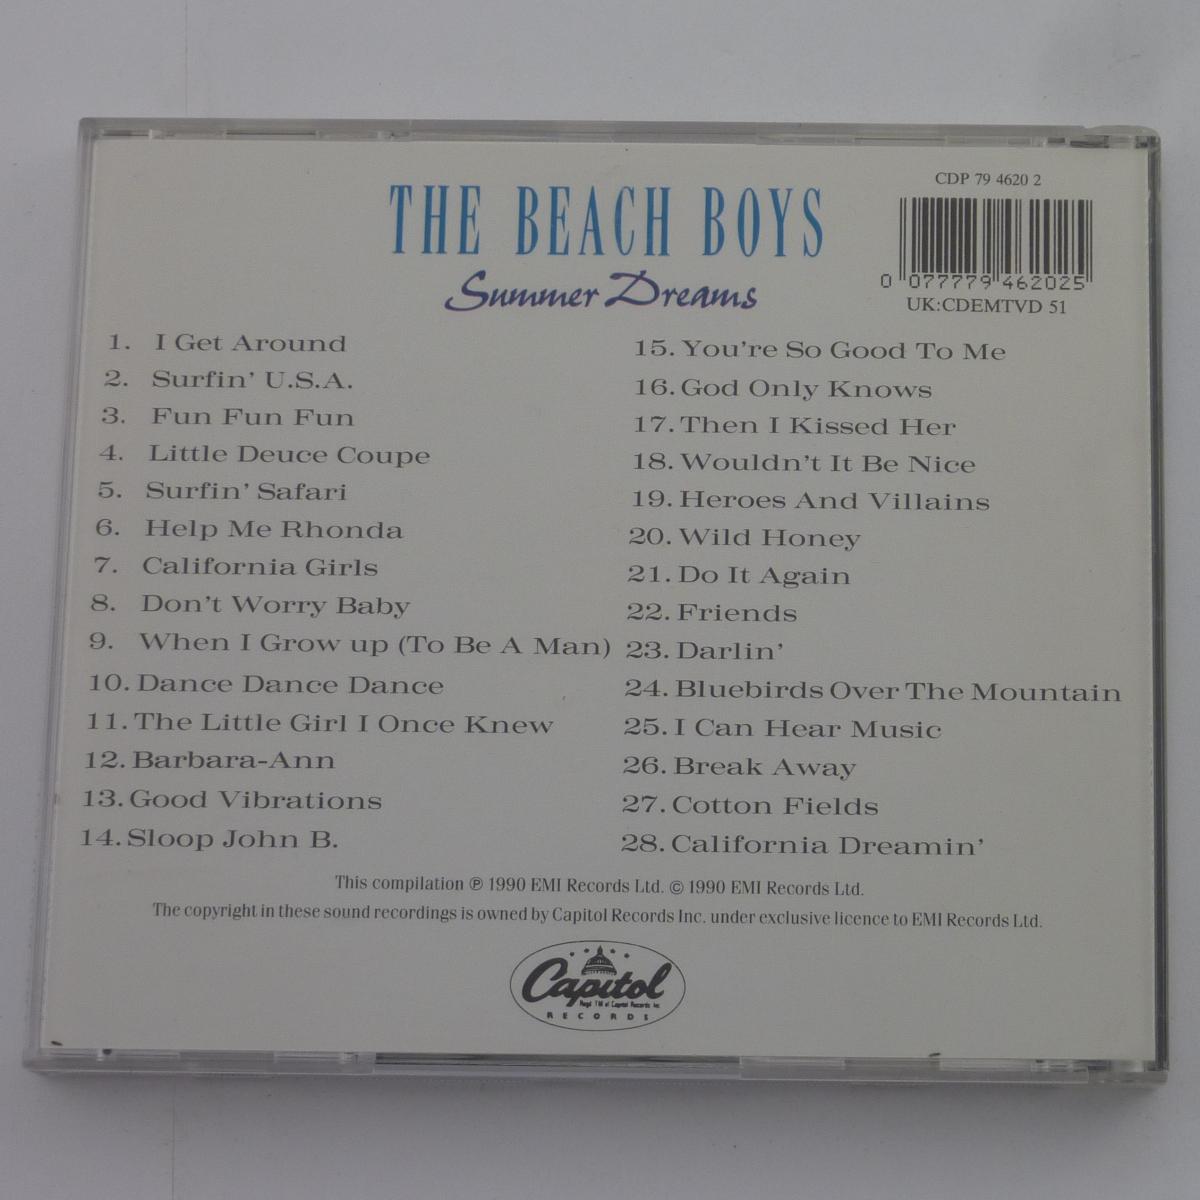 CDP 79 4620 2
THE BEACH BOYS
Summer Dreams
0 077779 462025
UK:CDEMTVD 51
1. I Get Around
2. Surfin' U.S.A.
3. Fun Fun Fun
4. Little Deuce Coupe
5. Surfin' Safari
6. Help Me Rhonda
7. California Girls
8. Don't Worry Baby
9. When I Grow up (To Be A Man)
10. Dance Dance Dance
11. The Little Girl I Once Knew
12. Barbara-Ann
13. Good Vibrations
14. Sloop John B.
15. You're So Good To Me
16. God Only Knows
17. Then I Kissed Her
18. Wouldn't It Be Nice
19. Heroes And Villains
20. Wild Honey
21. Do It Again
22. Friends
23. Darlin'
24. Bluebirds Over The Mountain
25. I Can Hear Music
26. Break Away
27. Cotton Fields
28. California Dreamin'
This compilation ℗ 1990 EMI Records Ltd. © 1990 EMI Records Ltd.
The copyright in these sound recordings is owned by Capitol Records Inc. under exclusive licence to EMI Records Ltd.
Capitol
Regd TM of Capitol Records Inc
RECORDS